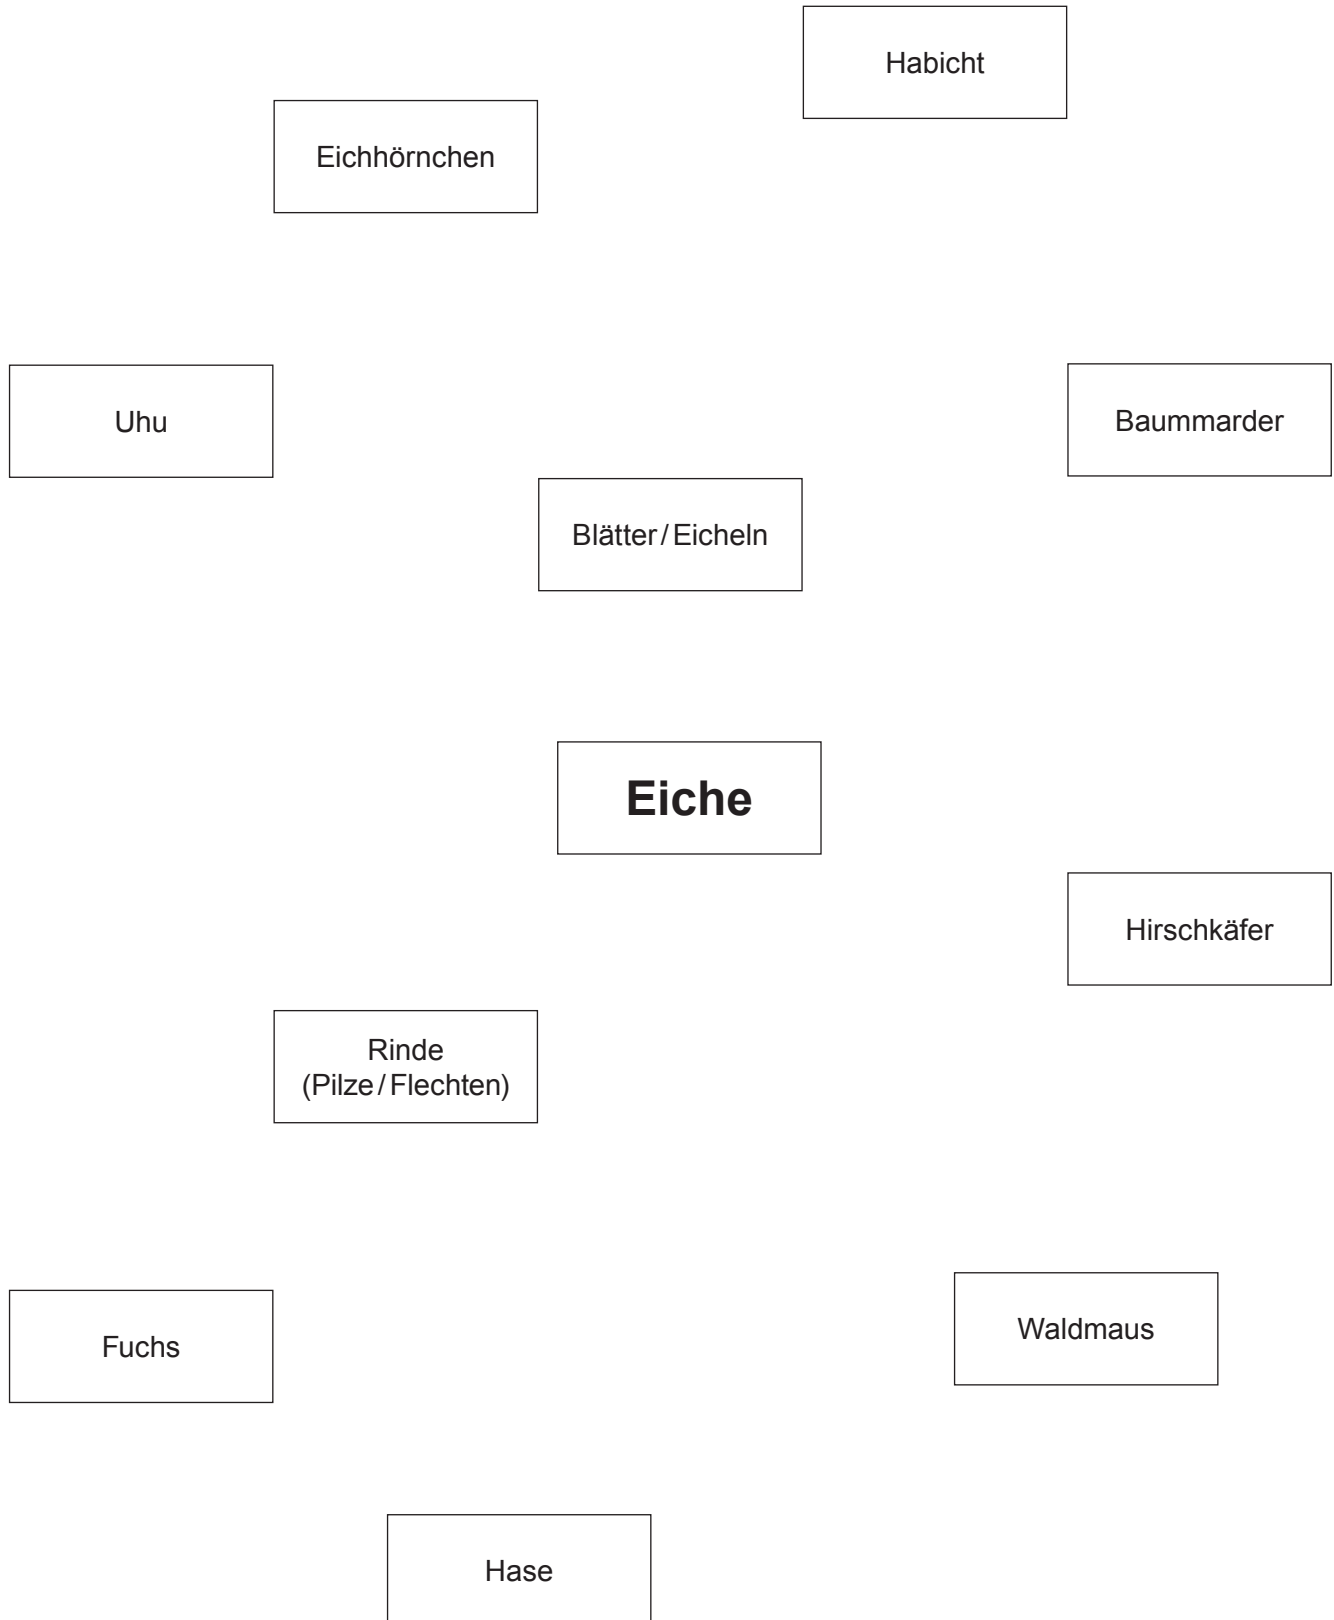 Habicht
Eichhörnchen
Uhu
Baummarder
Blätter / Eicheln
Eiche
Hirschkäfer
Rinde
(Pilze / Flechten)
Waldmaus
Fuchs
Hase